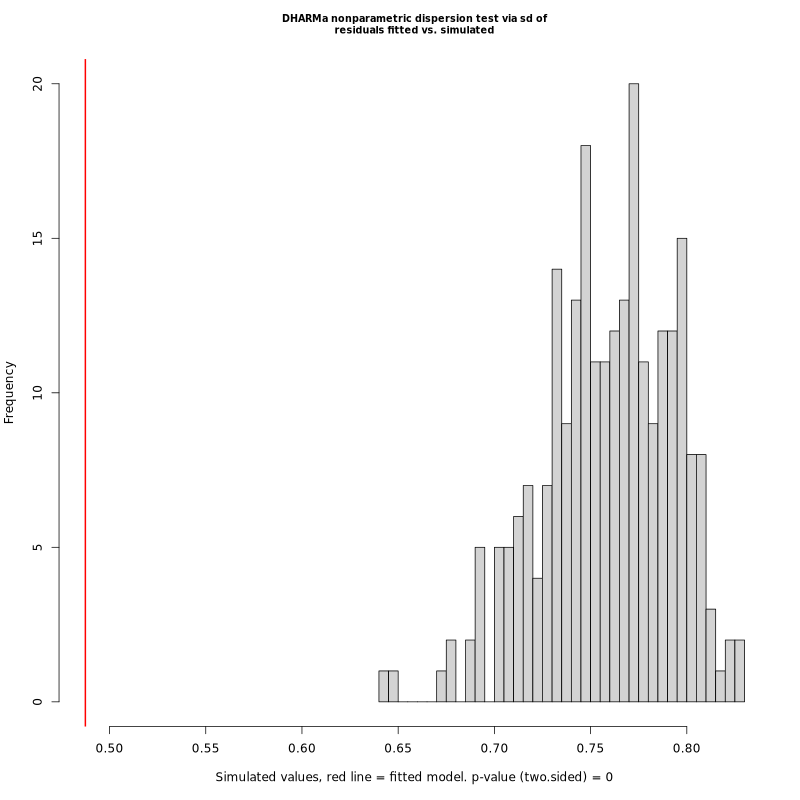 DHARMa nonparametric dispersion test via sd of
residuals fitted vs. simulated
20
15
10
5
0
Frequency
0.50 0.55 0.60 0.65 0.70 0.75 0.80
Simulated values, red line = fitted model. p-value (two.sided) = 0